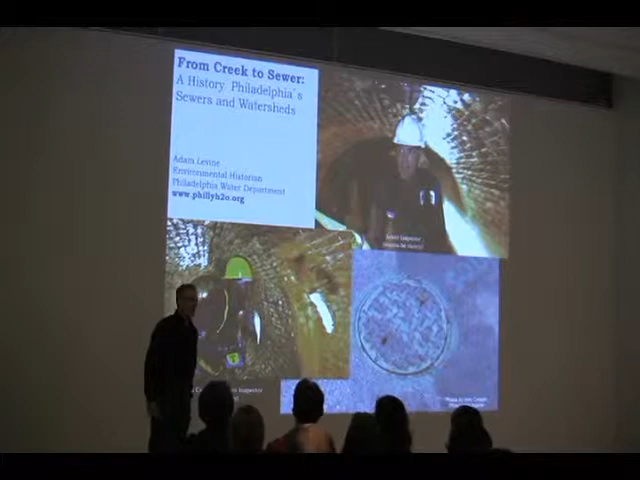 From Creek to Sewer:
A History Philadelphia's
Sewers and Watersheds
Adam Levine
Environmental Historian
Philadelphia Water Department
www.phillyh2o.org